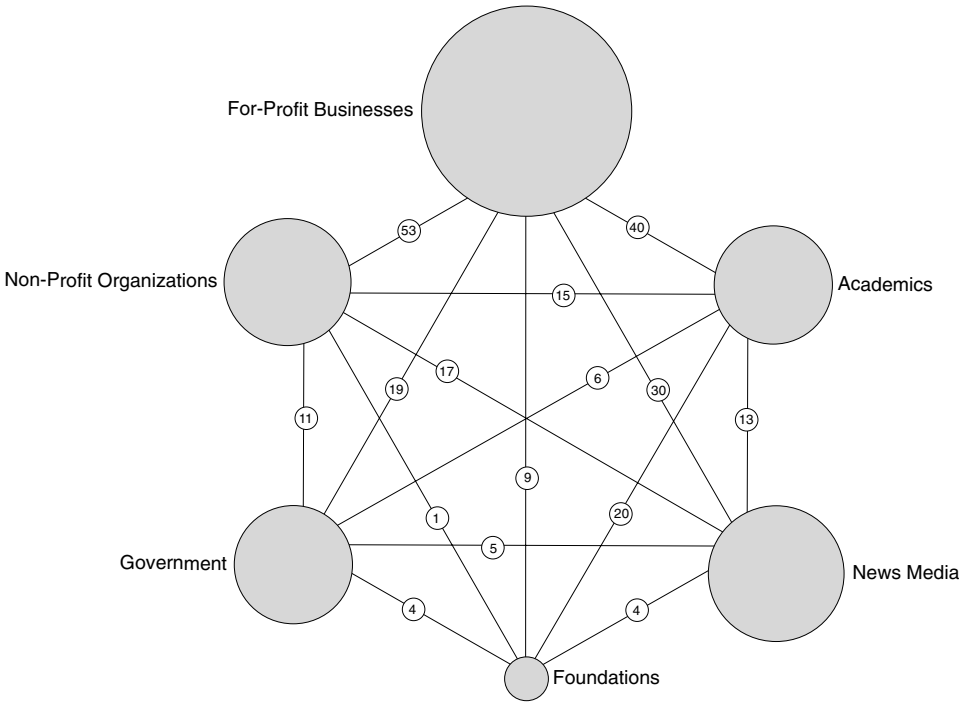 For-Profit Businesses
53
40
Non-Profit Organizations
Academics
15
17
6
19
30
11
13
9
1
20
5
Government
News Media
4
4
Foundations